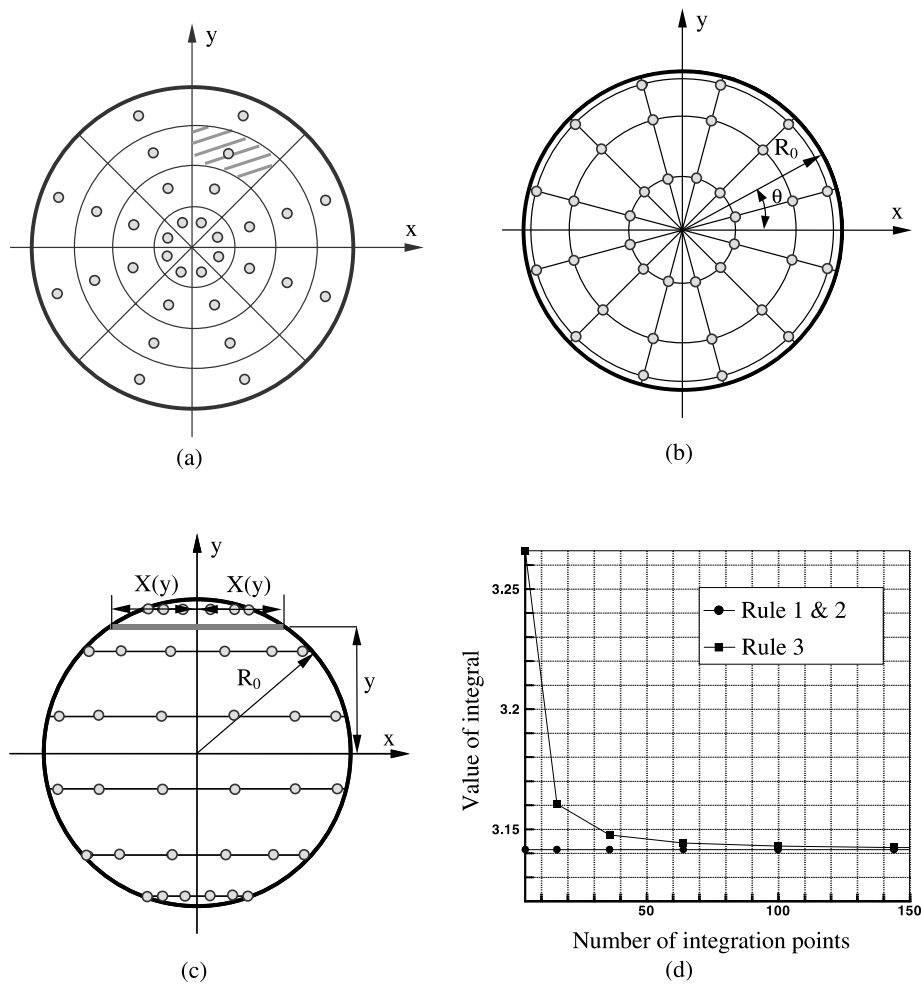 y
x
(a)
y
R0
θ
x
(b)
y
X(y) X(y)
R0
y
x
(c)
3.25
3.2
3.15
Value of integral
Rule 1 & 2
Rule 3
50 100 150
Number of integration points
(d)